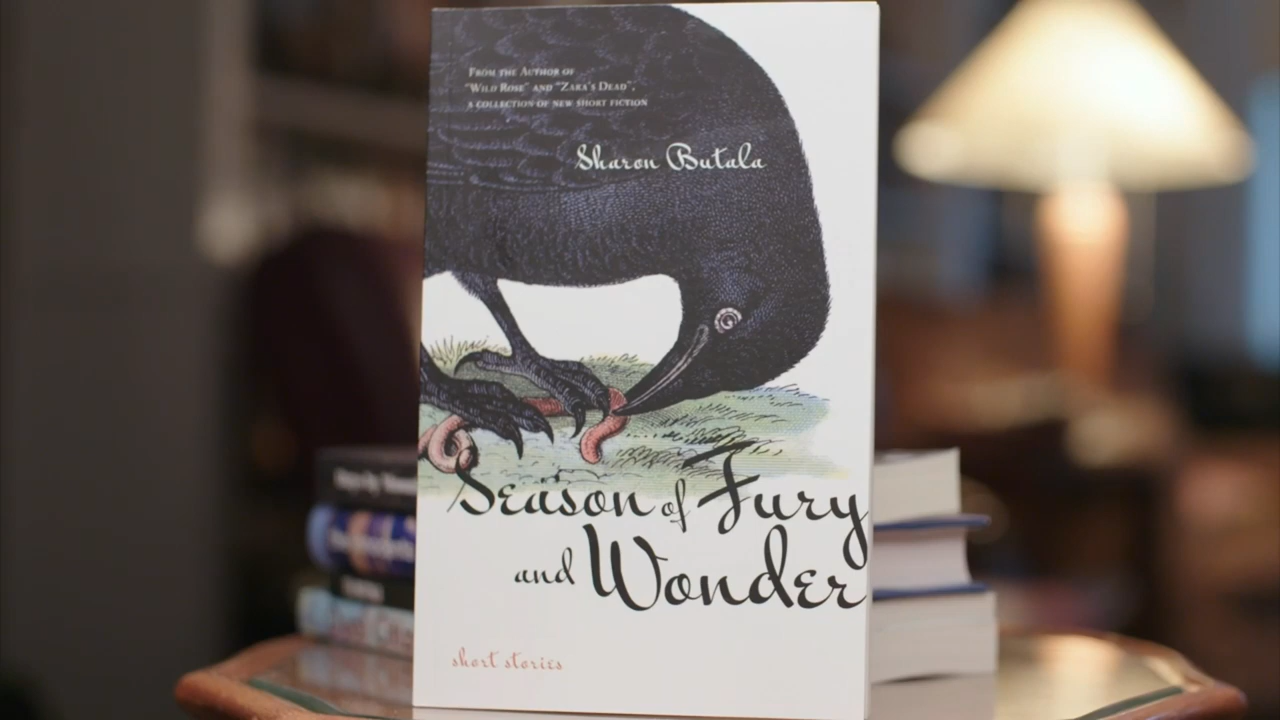 From the Author of
"Wild Rose" and "Zara's Dead",
a collection of new short fiction
Sharon Butala
Season of Fury
and Wonder
short stories